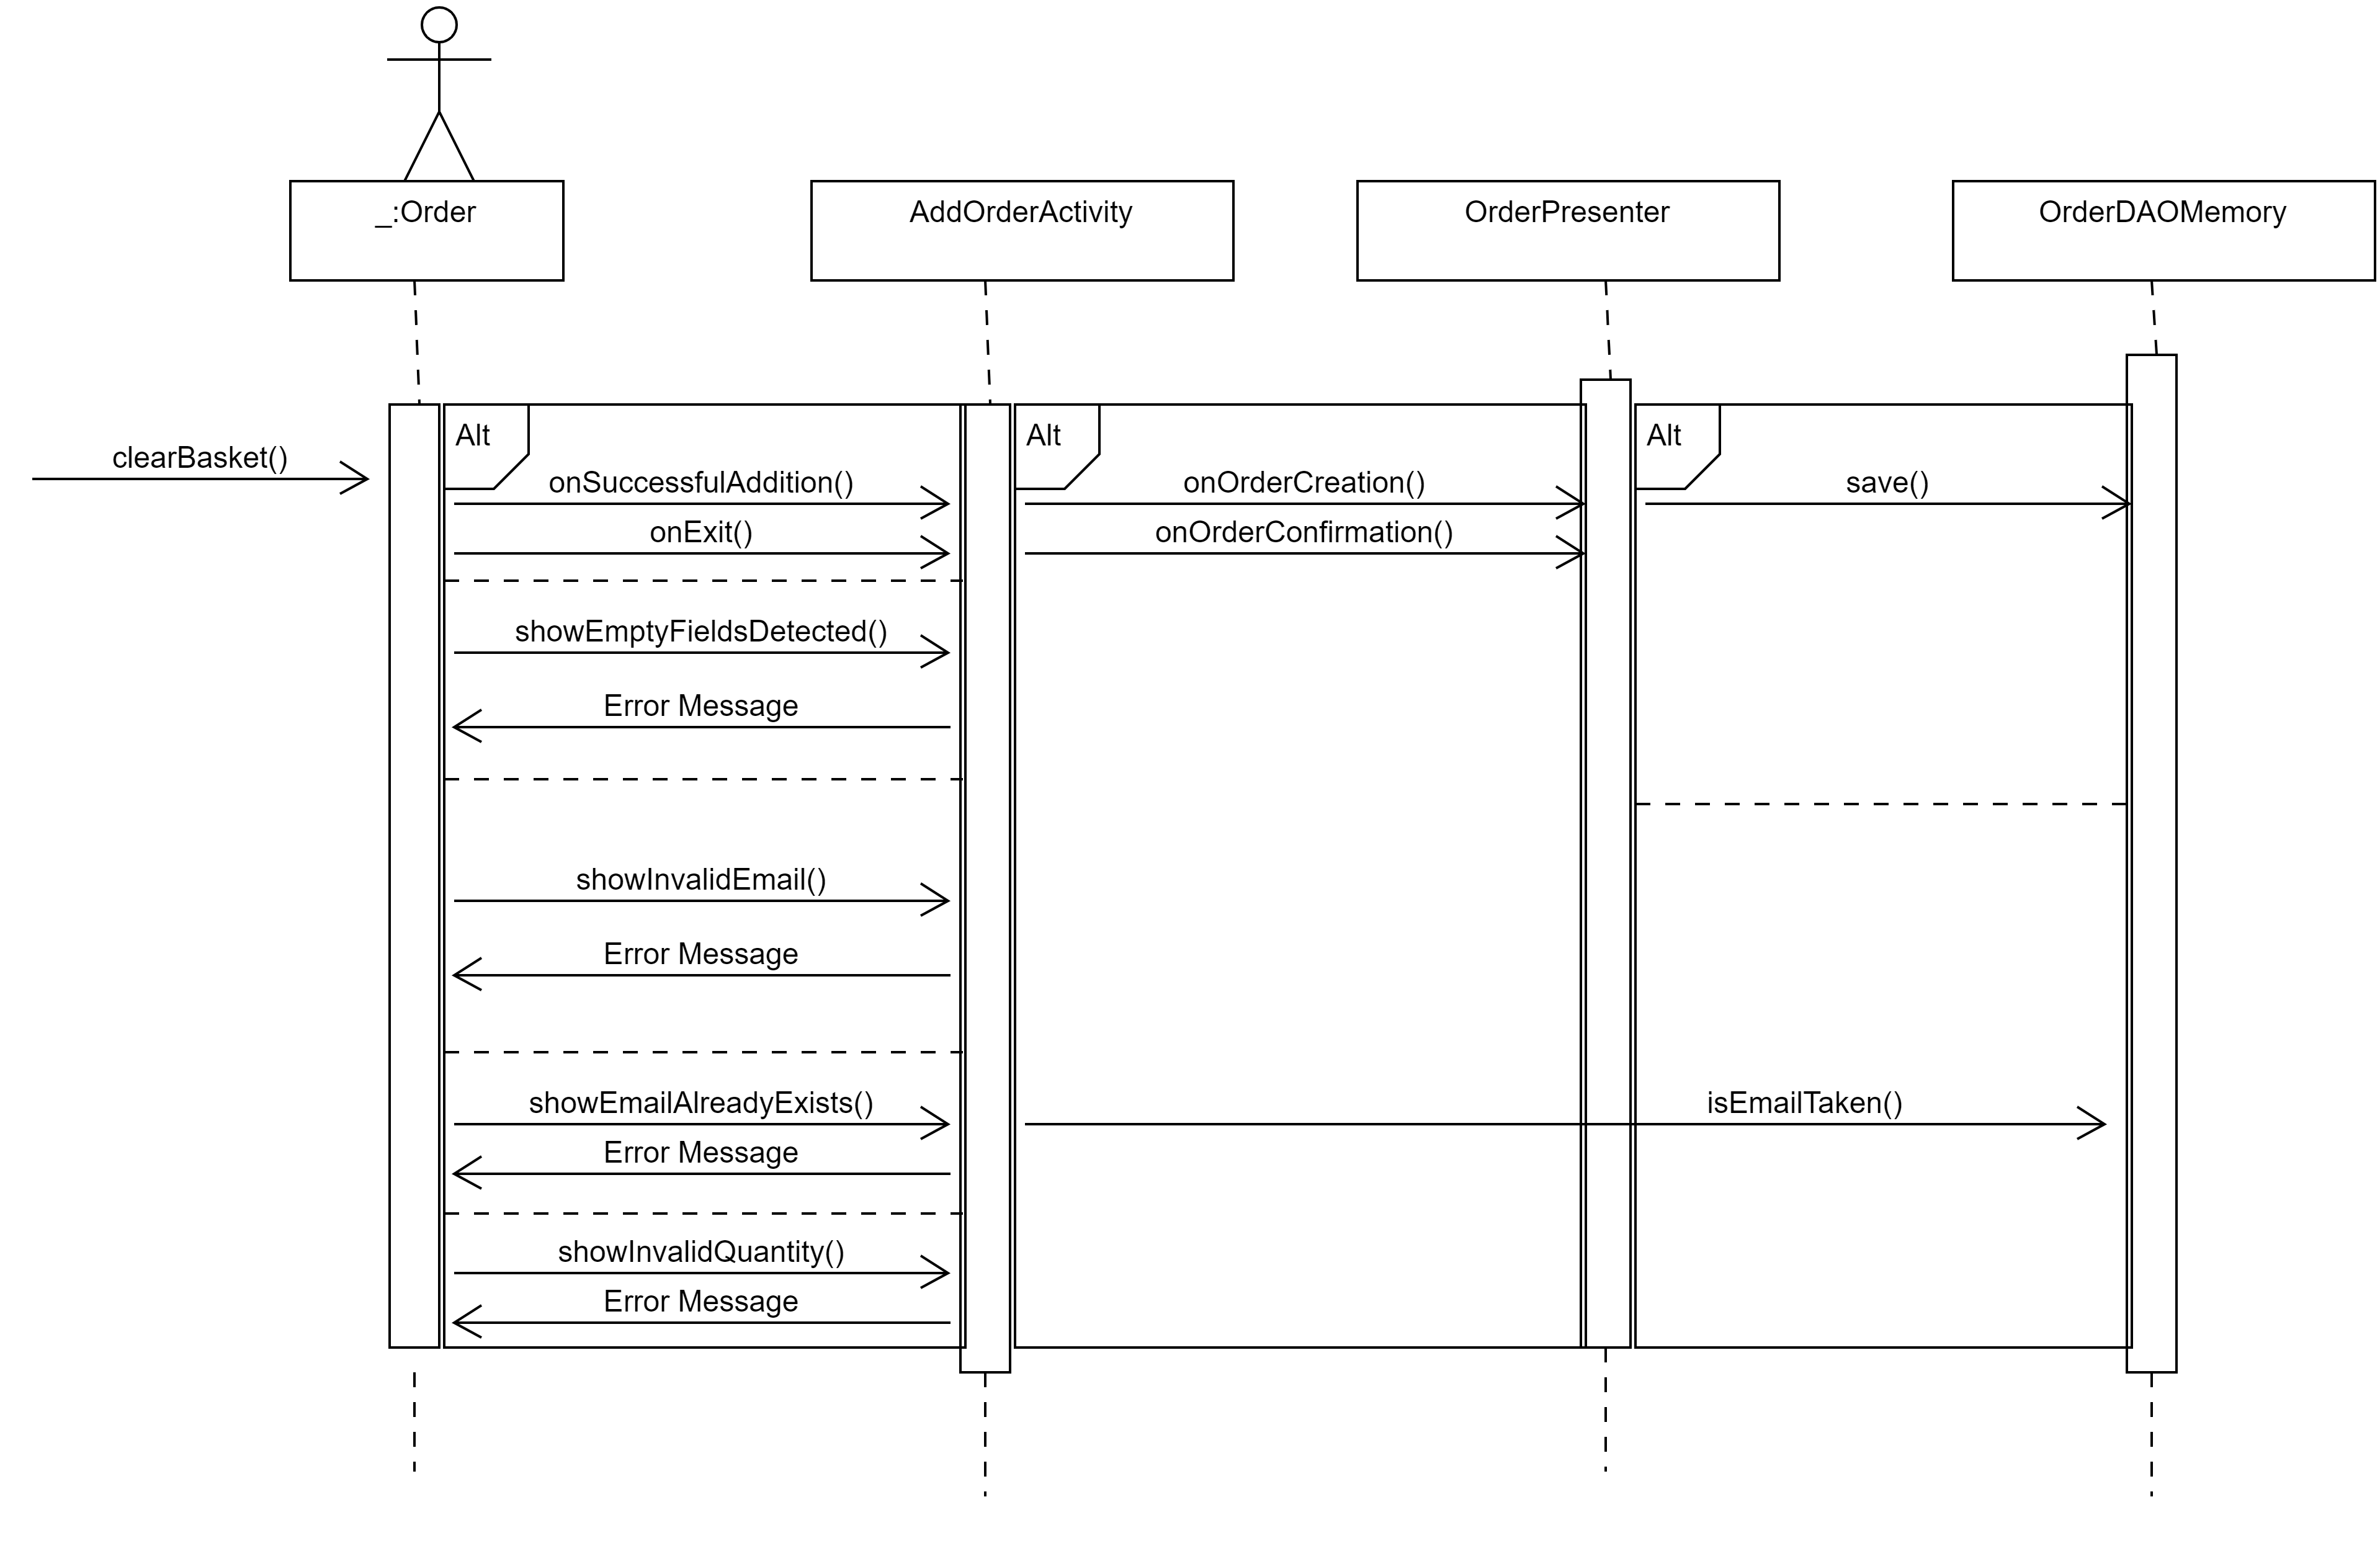 _:Order
AddOrderActivity
OrderPresenter
OrderDAOMemory
Alt
Alt
Alt
clearBasket()
onSuccessfulAddition()
onOrderCreation()
save()
onExit()
onOrderConfirmation()
showEmptyFieldsDetected()
Error Message
showInvalidEmail()
Error Message
showEmailAlreadyExists()
isEmailTaken()
Error Message
showInvalidQuantity()
Error Message